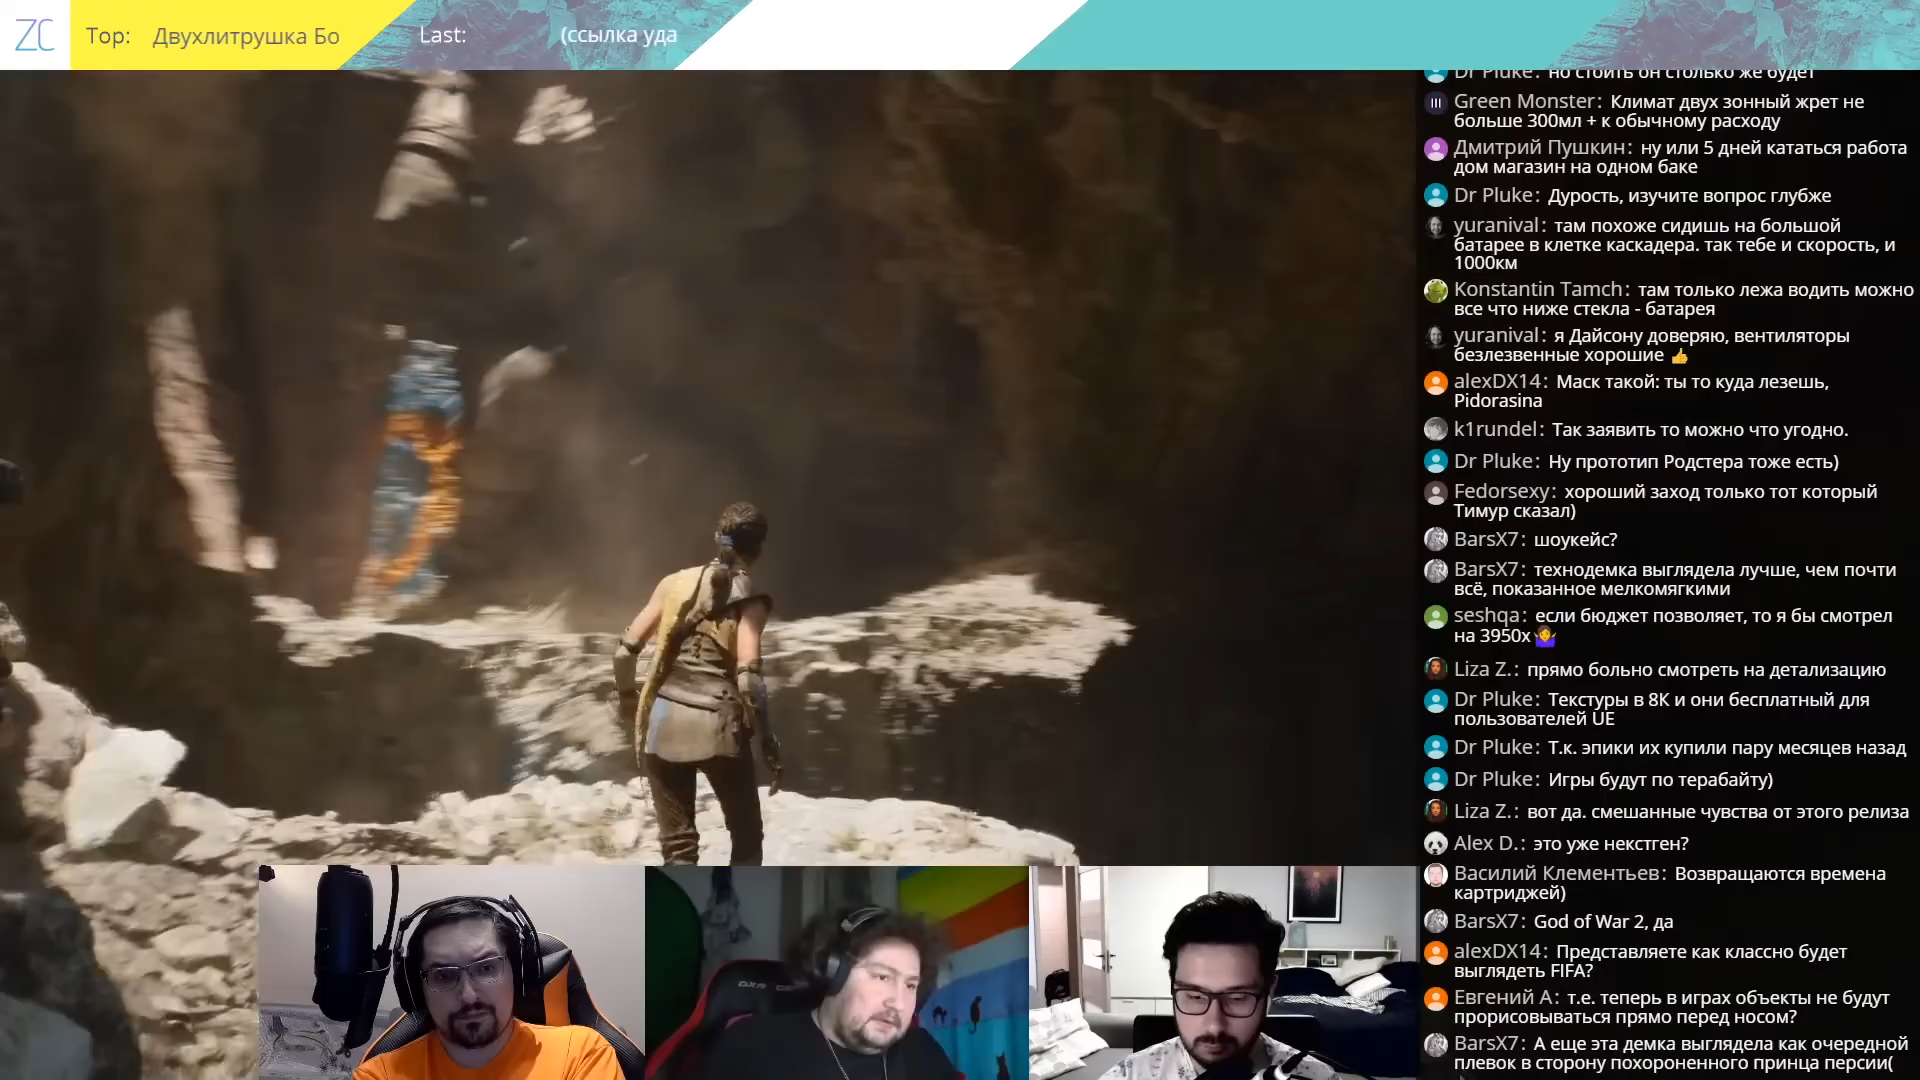 ZC
Top: Двухлитрушка Бо
Last: (ссылка уда
Dr Pluke: но стоить он столько же будет
Green Monster: Климат двух зонный жрет не
больше 300мл + к обычному расходу
Дмитрий Пушкин: ну или 5 дней кататься работа
дом магазин на одном баке
Dr Pluke: Дурость, изучите вопрос глубже
yuranival: там похоже сидишь на большой
батарее в клетке каскадера. так тебе и скорость, и
1000км
Konstantin Tamch: там только лежа водить можно
все что ниже стекла - батарея
yuranival: я Дайсону доверяю, вентиляторы
безлезвенные хорошие 👍
alexDX14: Маск такой: ты то куда лезешь,
Pidorasina
k1rundel: Так заявить то можно что угодно.
Dr Pluke: Ну прототип Родстера тоже есть)
Fedorsexy: хороший заход только тот который
Тимур сказал)
BarsX7: шоукейс?
BarsX7: технодемка выглядела лучше, чем почти
всё, показанное мелкомягкими
seshqa: если бюджет позволяет, то я бы смотрел
на 3950x 🤷‍♀️
Liza Z.: прямо больно смотреть на детализацию
Dr Pluke: Текстуры в 8К и они бесплатный для
пользователей UE
Dr Pluke: Т.к. эпики их купили пару месяцев назад
Dr Pluke: Игры будут по терабайту)
Liza Z.: вот да. смешанные чувства от этого релиза
Alex D.: это уже некстген?
Василий Клементьев: Возвращаются времена
картриджей)
BarsX7: God of War 2, да
alexDX14: Представляете как классно будет
выглядеть FIFA?
Евгений А: т.е. теперь в играх объекты не будут
прорисовываться прямо перед носом?
BarsX7: А еще эта демка выглядела как очередной
плевок в сторону похороненного принца персии(